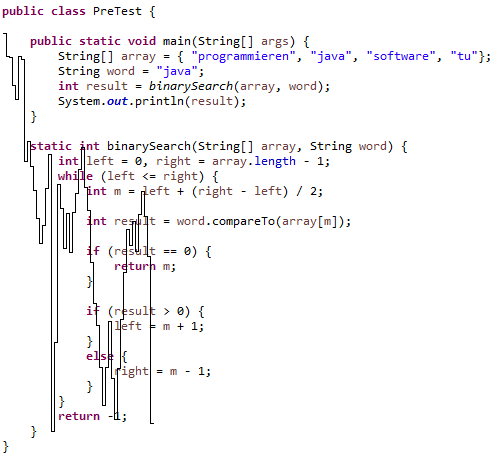 public class PreTest {
public static void main(String[] args) {
String[] array = { "programmieren", "java", "software", "tu"};
String word = "java";
int result = binarySearch(array, word);
System.out.println(result);
}
static int binarySearch(String[] array, String word) {
int left = 0, right = array.length - 1;
while (left <= right) {
int m = left + (right - left) / 2;
int result = word.compareTo(array[m]);
if (result == 0) {
return m;
}
if (result > 0) {
left = m + 1;
}
else {
right = m - 1;
}
}
return -1;
}
}